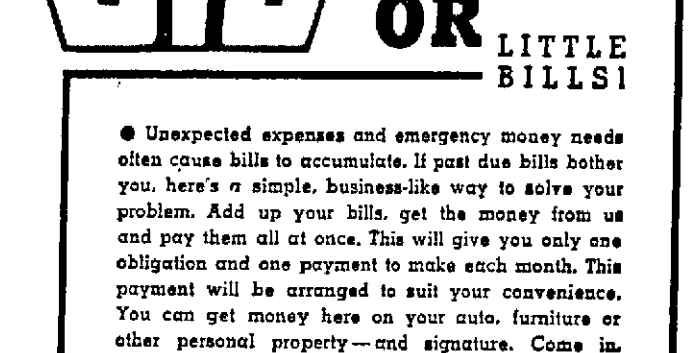 OR
LITTLE
BILLS!
● Unexpected expenses and emergency money needs
often cause bills to accumulate. If past due bills bother
you, here's a simple, business-like way to solve your
problem. Add up your bills, get the money from us
and pay them all at once. This will give you only one
obligation and one payment to make each month. This
payment will be arranged to suit your convenience.
You can get money here on your auto, furniture or
other personal property—and signature. Come in,